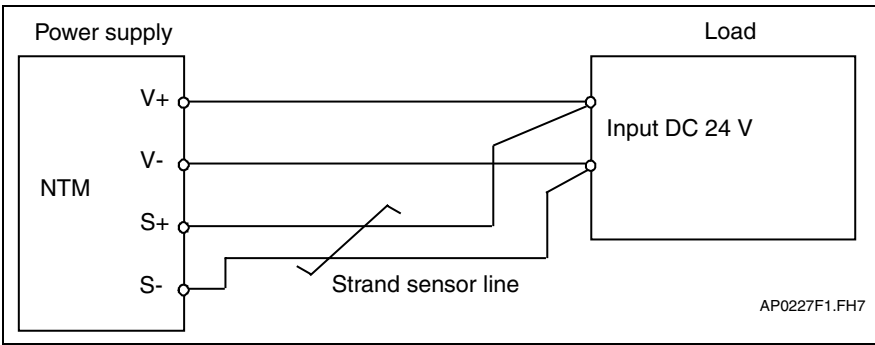 Power supply
Load
V+
Input DC 24 V
V-
NTM
S+
S-
Strand sensor line
AP0227F1.FH7